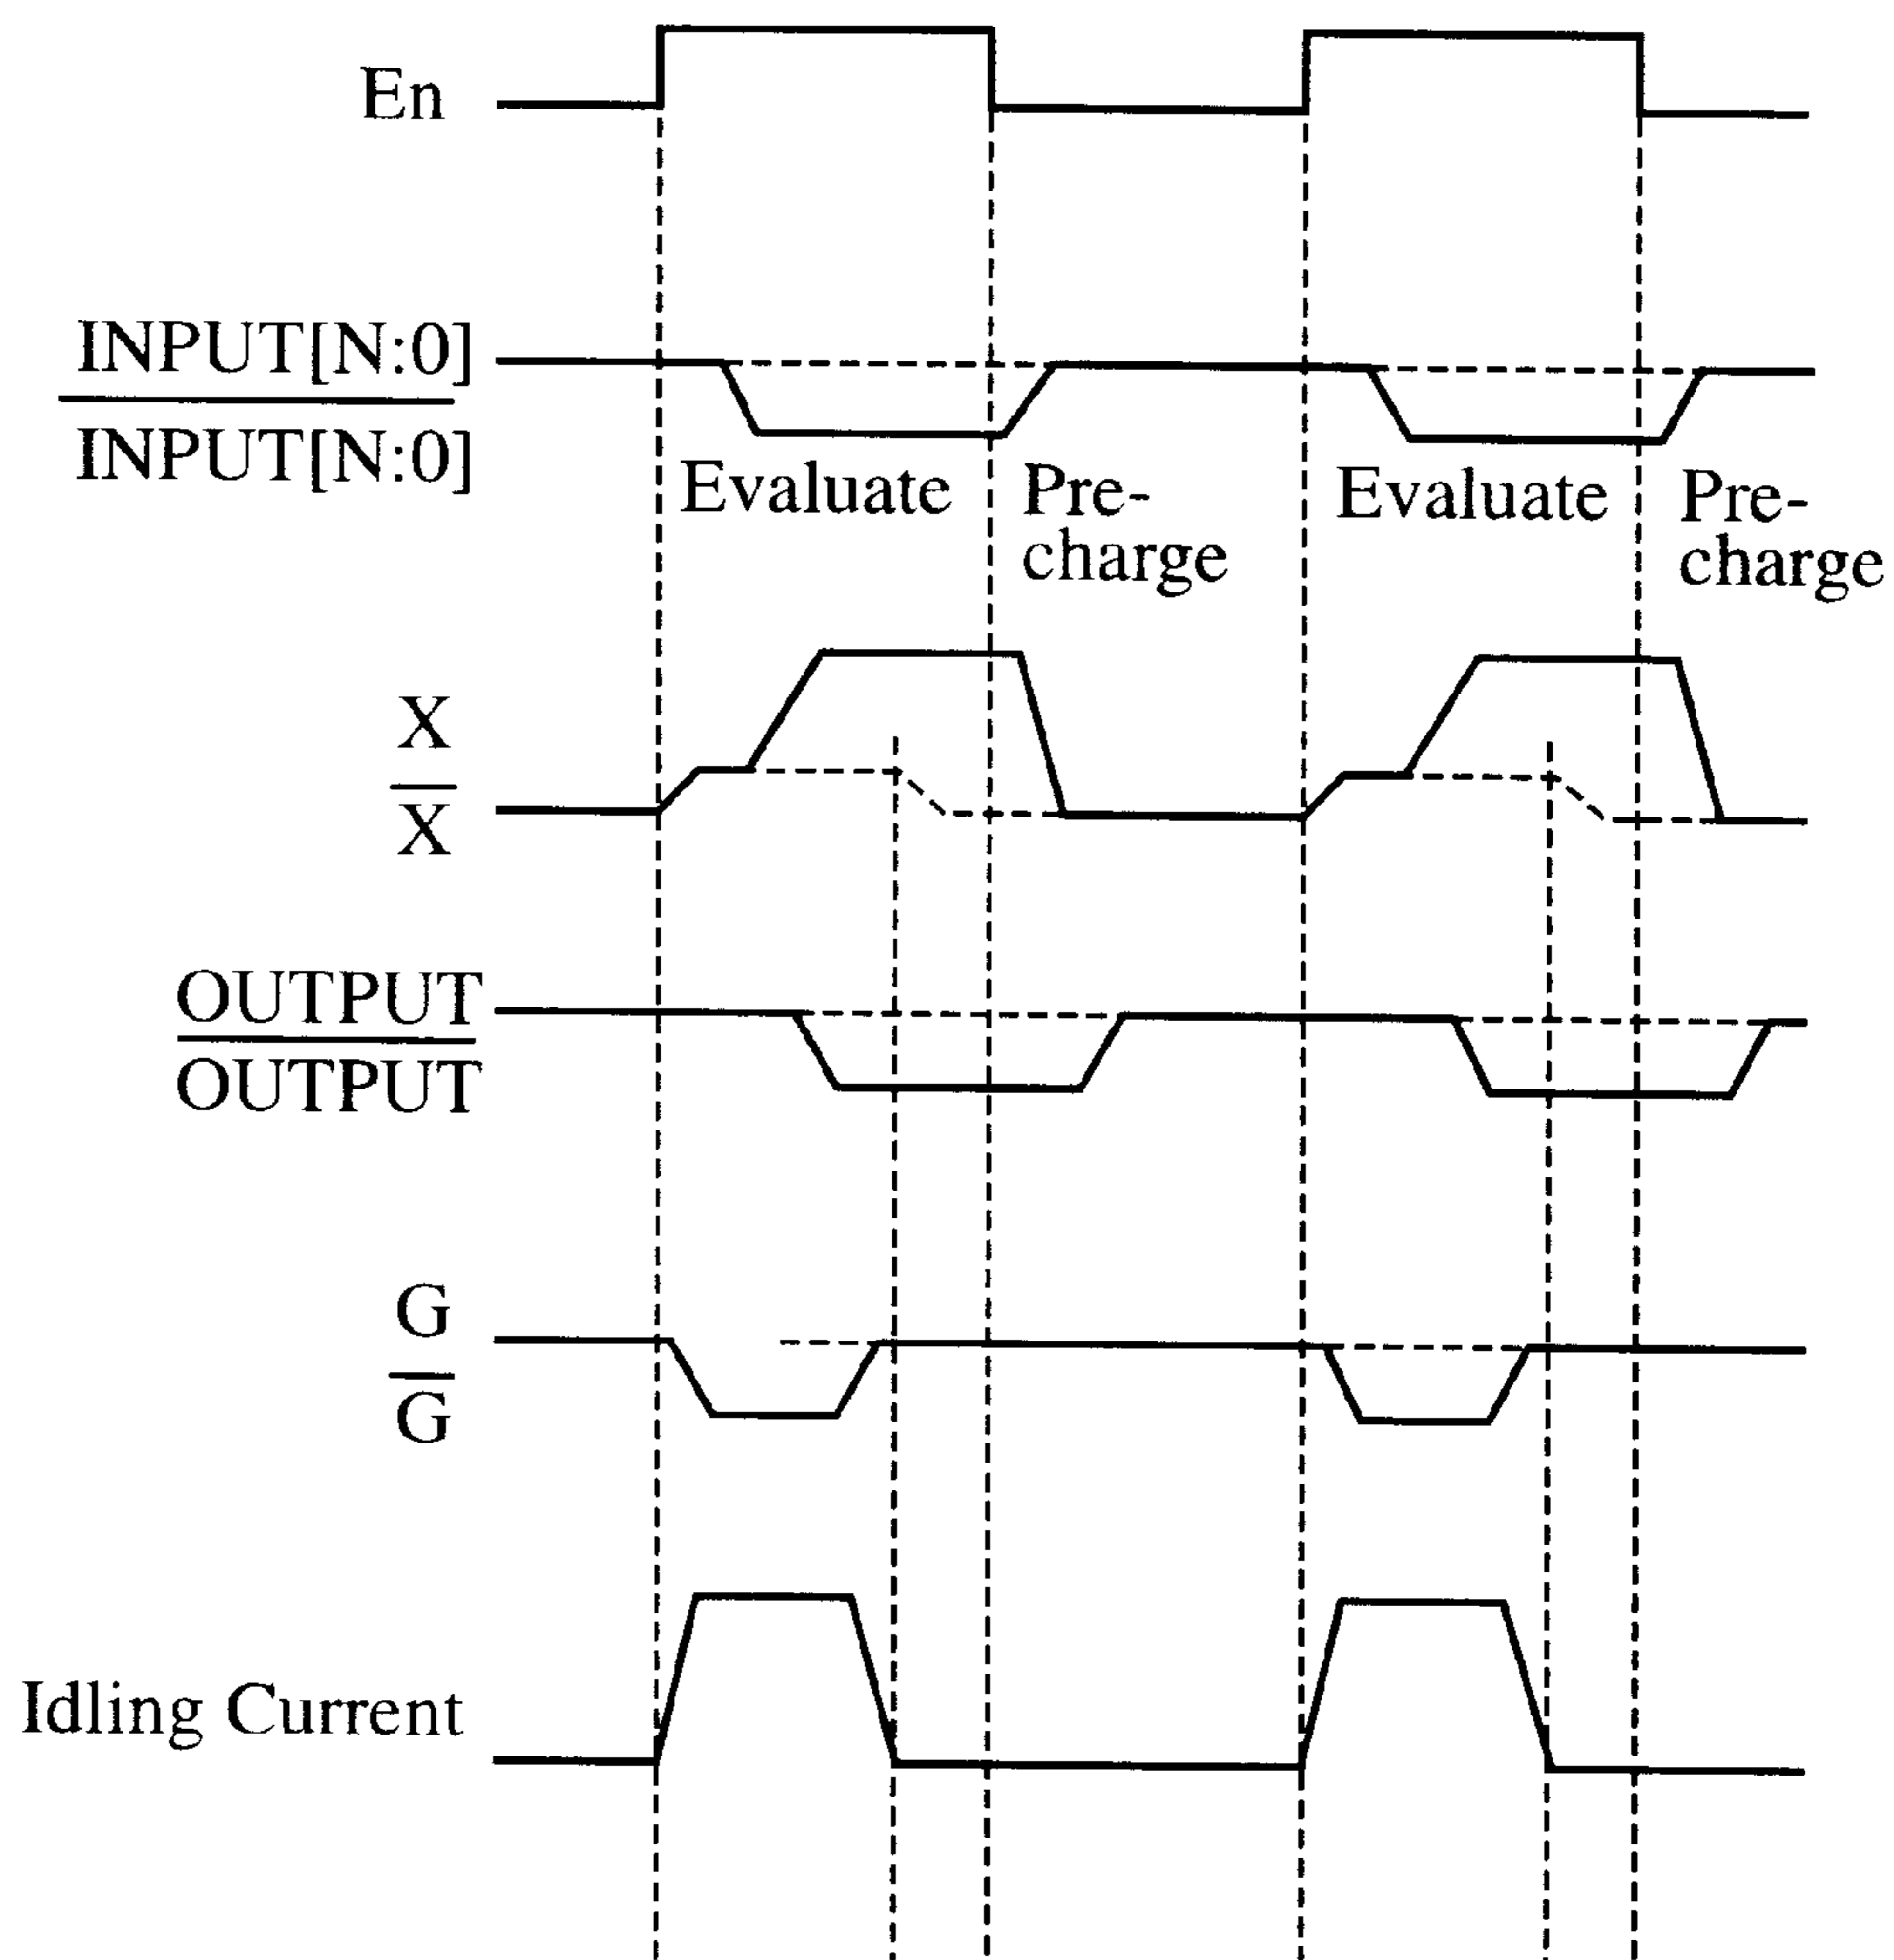 En
INPUT[N:0]
INPUT[N:0]
Evaluate
Pre-
charge
Evaluate
Pre-
charge
X
X
OUTPUT
OUTPUT
G
G
Idling Current